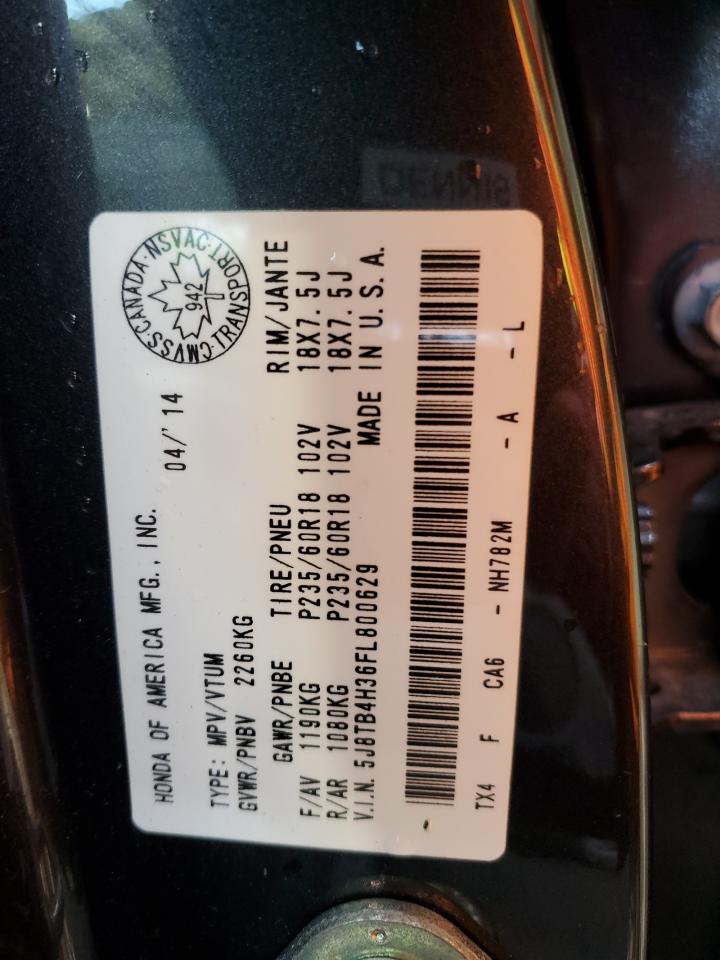 HONDA OF AMERICA MFG., INC. 04/'14
CMVSS·CANADA·NSVAC·TRANSPORT·
942
TYPE: MPV/VTUM
GVWR/PNBV 2260KG
GAWR/PNBE TIRE/PNEU RIM/JANTE
F/AV 1190KG P235/60R18 102V 18X7.5J
R/AR 1080KG P235/60R18 102V 18X7.5J
V.I.N. 5J8TB4H36FL800629 MADE IN U.S.A.
TX4 F CA6 - NH782M - A - L
DENNIS